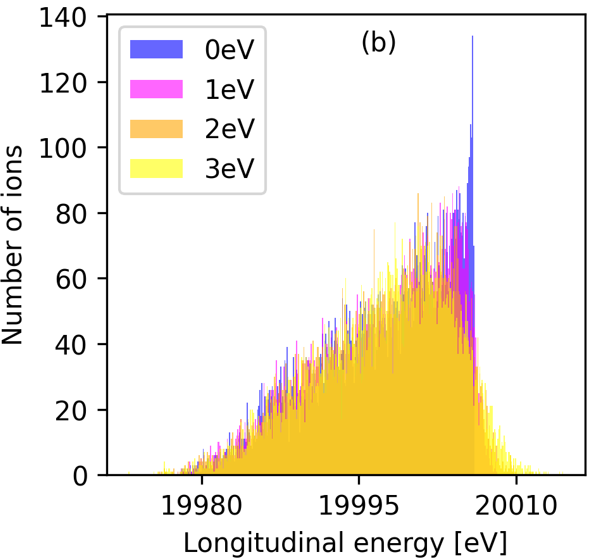 (b)
0eV
1eV
2eV
3eV
140
120
100
80
60
40
20
0
Number of ions
19980 19995 20010
Longitudinal energy [eV]